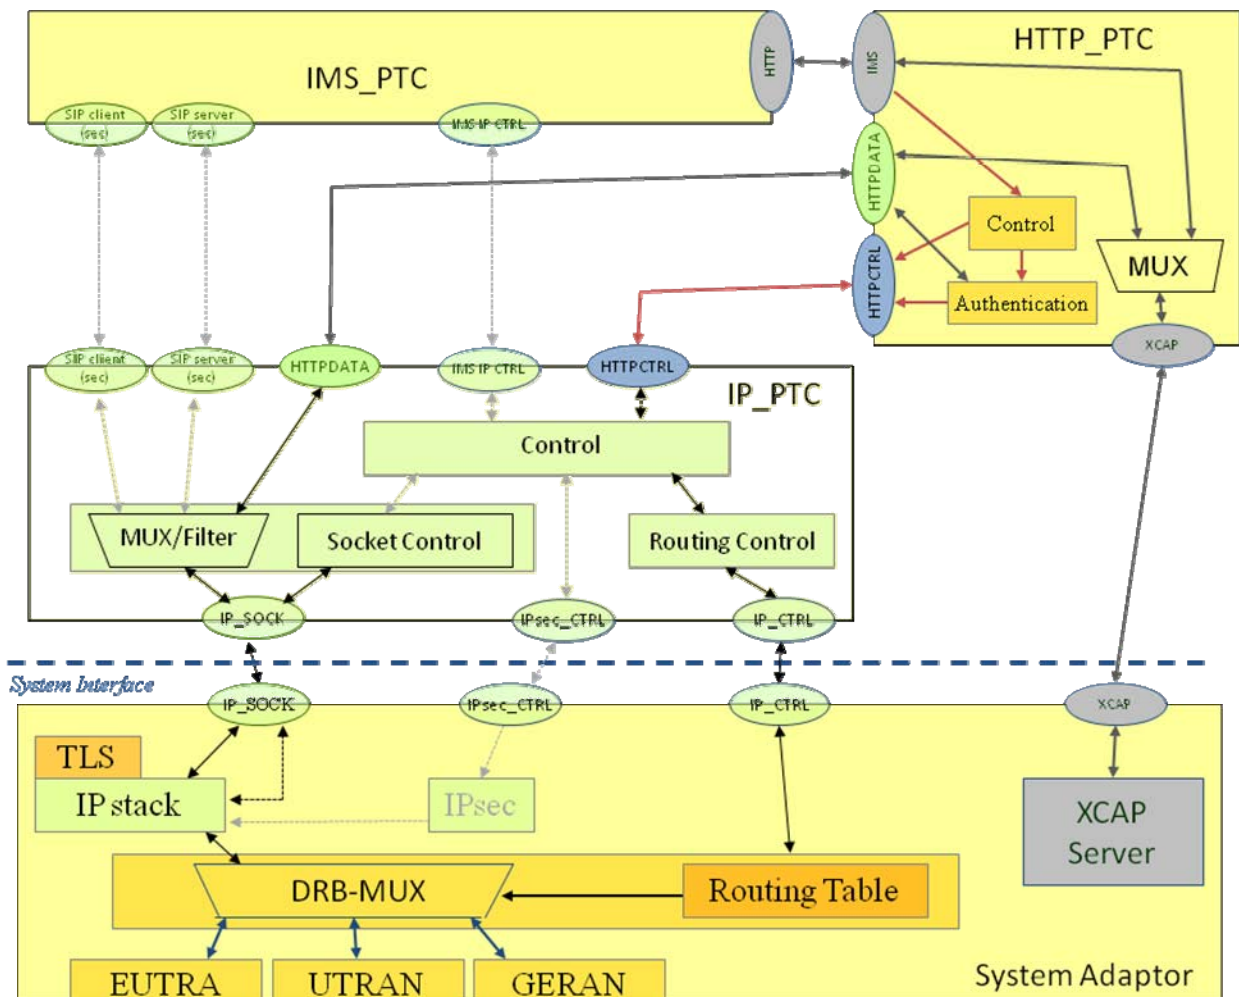 IMS_PTC
HTTP
IMS
HTTP_PTC
SIP client
(sec)
SIP server
(sec)
IMS IP CTRL
HTTPDATA
Control
HTTPCTRL
Authentication
MUX
XCAP
SIP client
(sec)
SIP server
(sec)
HTTPDATA
IMS IP CTRL
HTTPCTRL
IP_PTC
Control
MUX/Filter
Socket Control
Routing Control
IP_SOCK
IPsec_CTRL
IP_CTRL
System Interface
IP_SOCK
IPsec_CTRL
IP_CTRL
XCAP
TLS
IP stack
IPsec
XCAP
Server
DRB-MUX
Routing Table
EUTRA
UTRAN
GERAN
System Adaptor